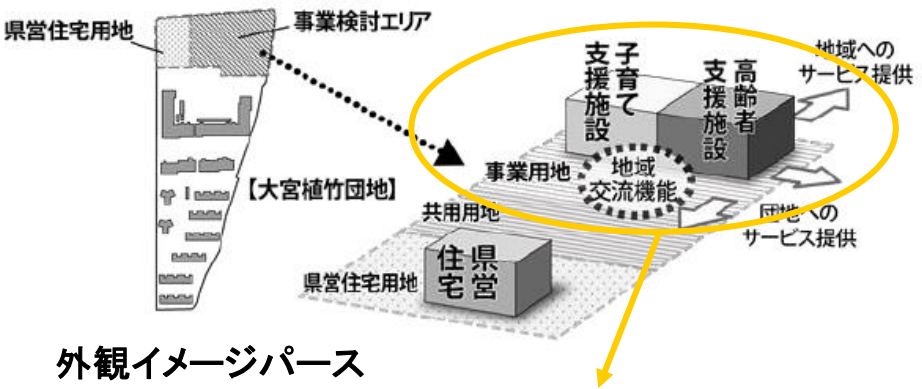 県営住宅用地
事業検討エリア
【大宮植竹団地】
子育て
支援施設
高齢者
支援施設
地域への
サービス提供
事業用地
地域
交流機能
共用用地
団地への
サービス提供
県営
住宅
県営住宅用地
外観イメージパース